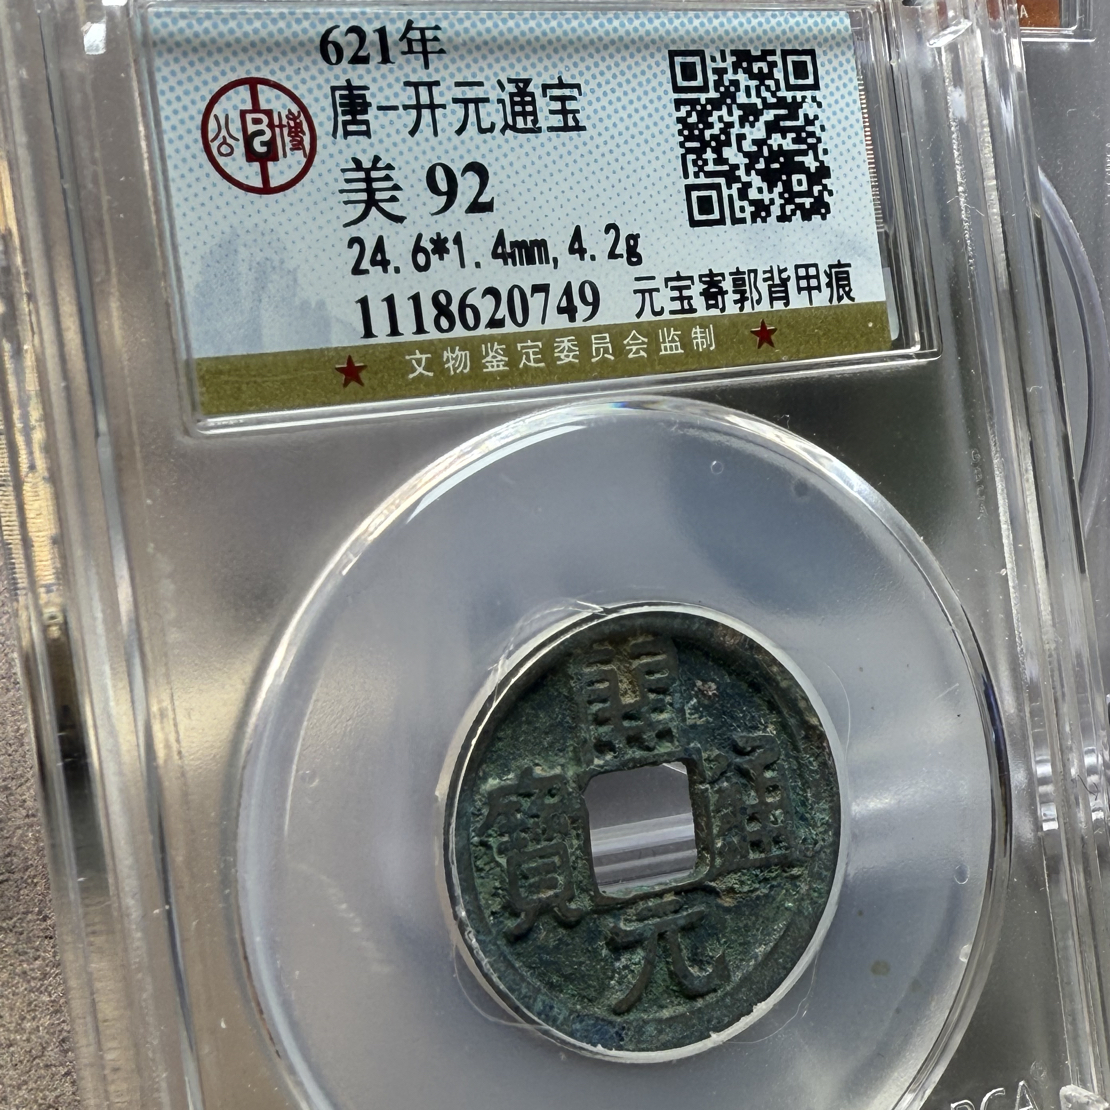 621年
唐-开元通宝
美 92
24.6*1.4mm, 4.2g
1118620749 元宝寄郭背甲痕
★ 文物鉴定委员会监制 ★
公博
開
通
寶
元